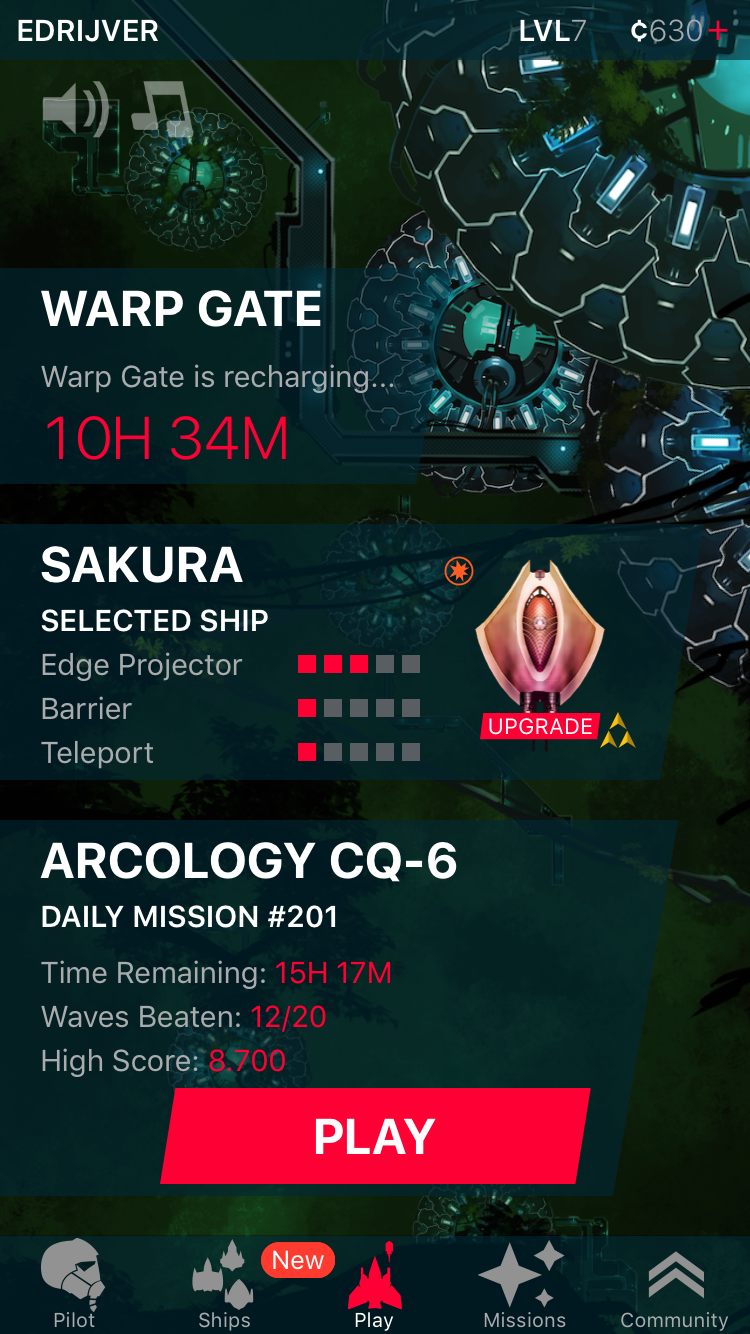 EDRIJVER LVL7 ¢630+
WARP GATE
Warp Gate is recharging...
10H 34M
SAKURA
SELECTED SHIP
Edge Projector
Barrier
Teleport
UPGRADE
ARCOLOGY CQ-6
DAILY MISSION #201
Time Remaining: 15H 17M
Waves Beaten: 12/20
High Score: 8.700
PLAY
New
Pilot Ships Play Missions Community